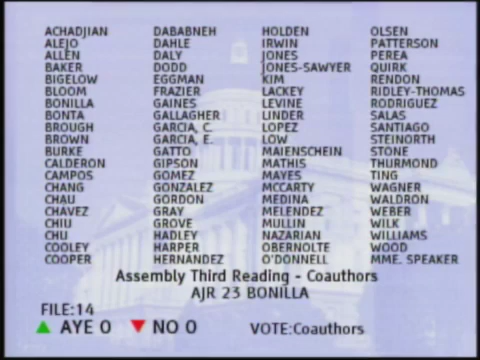 ACHADJIAN DABABNEH HOLDEN OLSEN
ALEJO DAHLE IRWIN PATTERSON
ALLEN DALY JONES PEREA
BAKER DODD JONES-SAWYER QUIRK
BIGELOW EGGMAN KIM RENDON
BLOOM FRAZIER LACKEY RIDLEY-THOMAS
BONILLA GAINES LEVINE RODRIGUEZ
BONTA GALLAGHER LINDER SALAS
BROUGH GARCIA, C. LOPEZ SANTIAGO
BROWN GARCIA, E. LOW STEINORTH
BURKE GATTO MAIENSCHEIN STONE
CALDERON GIPSON MATHIS THURMOND
CAMPOS GOMEZ MAYES TING
CHANG GONZALEZ MCCARTY WAGNER
CHAU GORDON MEDINA WALDRON
CHAVEZ GRAY MELENDEZ WEBER
CHIU GROVE MULLIN WILK
CHU HADLEY NAZARIAN WILLIAMS
COOLEY HARPER OBERNOLTE WOOD
COOPER HERNANDEZ O'DONNELL MME. SPEAKER
Assembly Third Reading - Coauthors
AJR 23 BONILLA
FILE:14
AYE 0 NO 0 VOTE:Coauthors